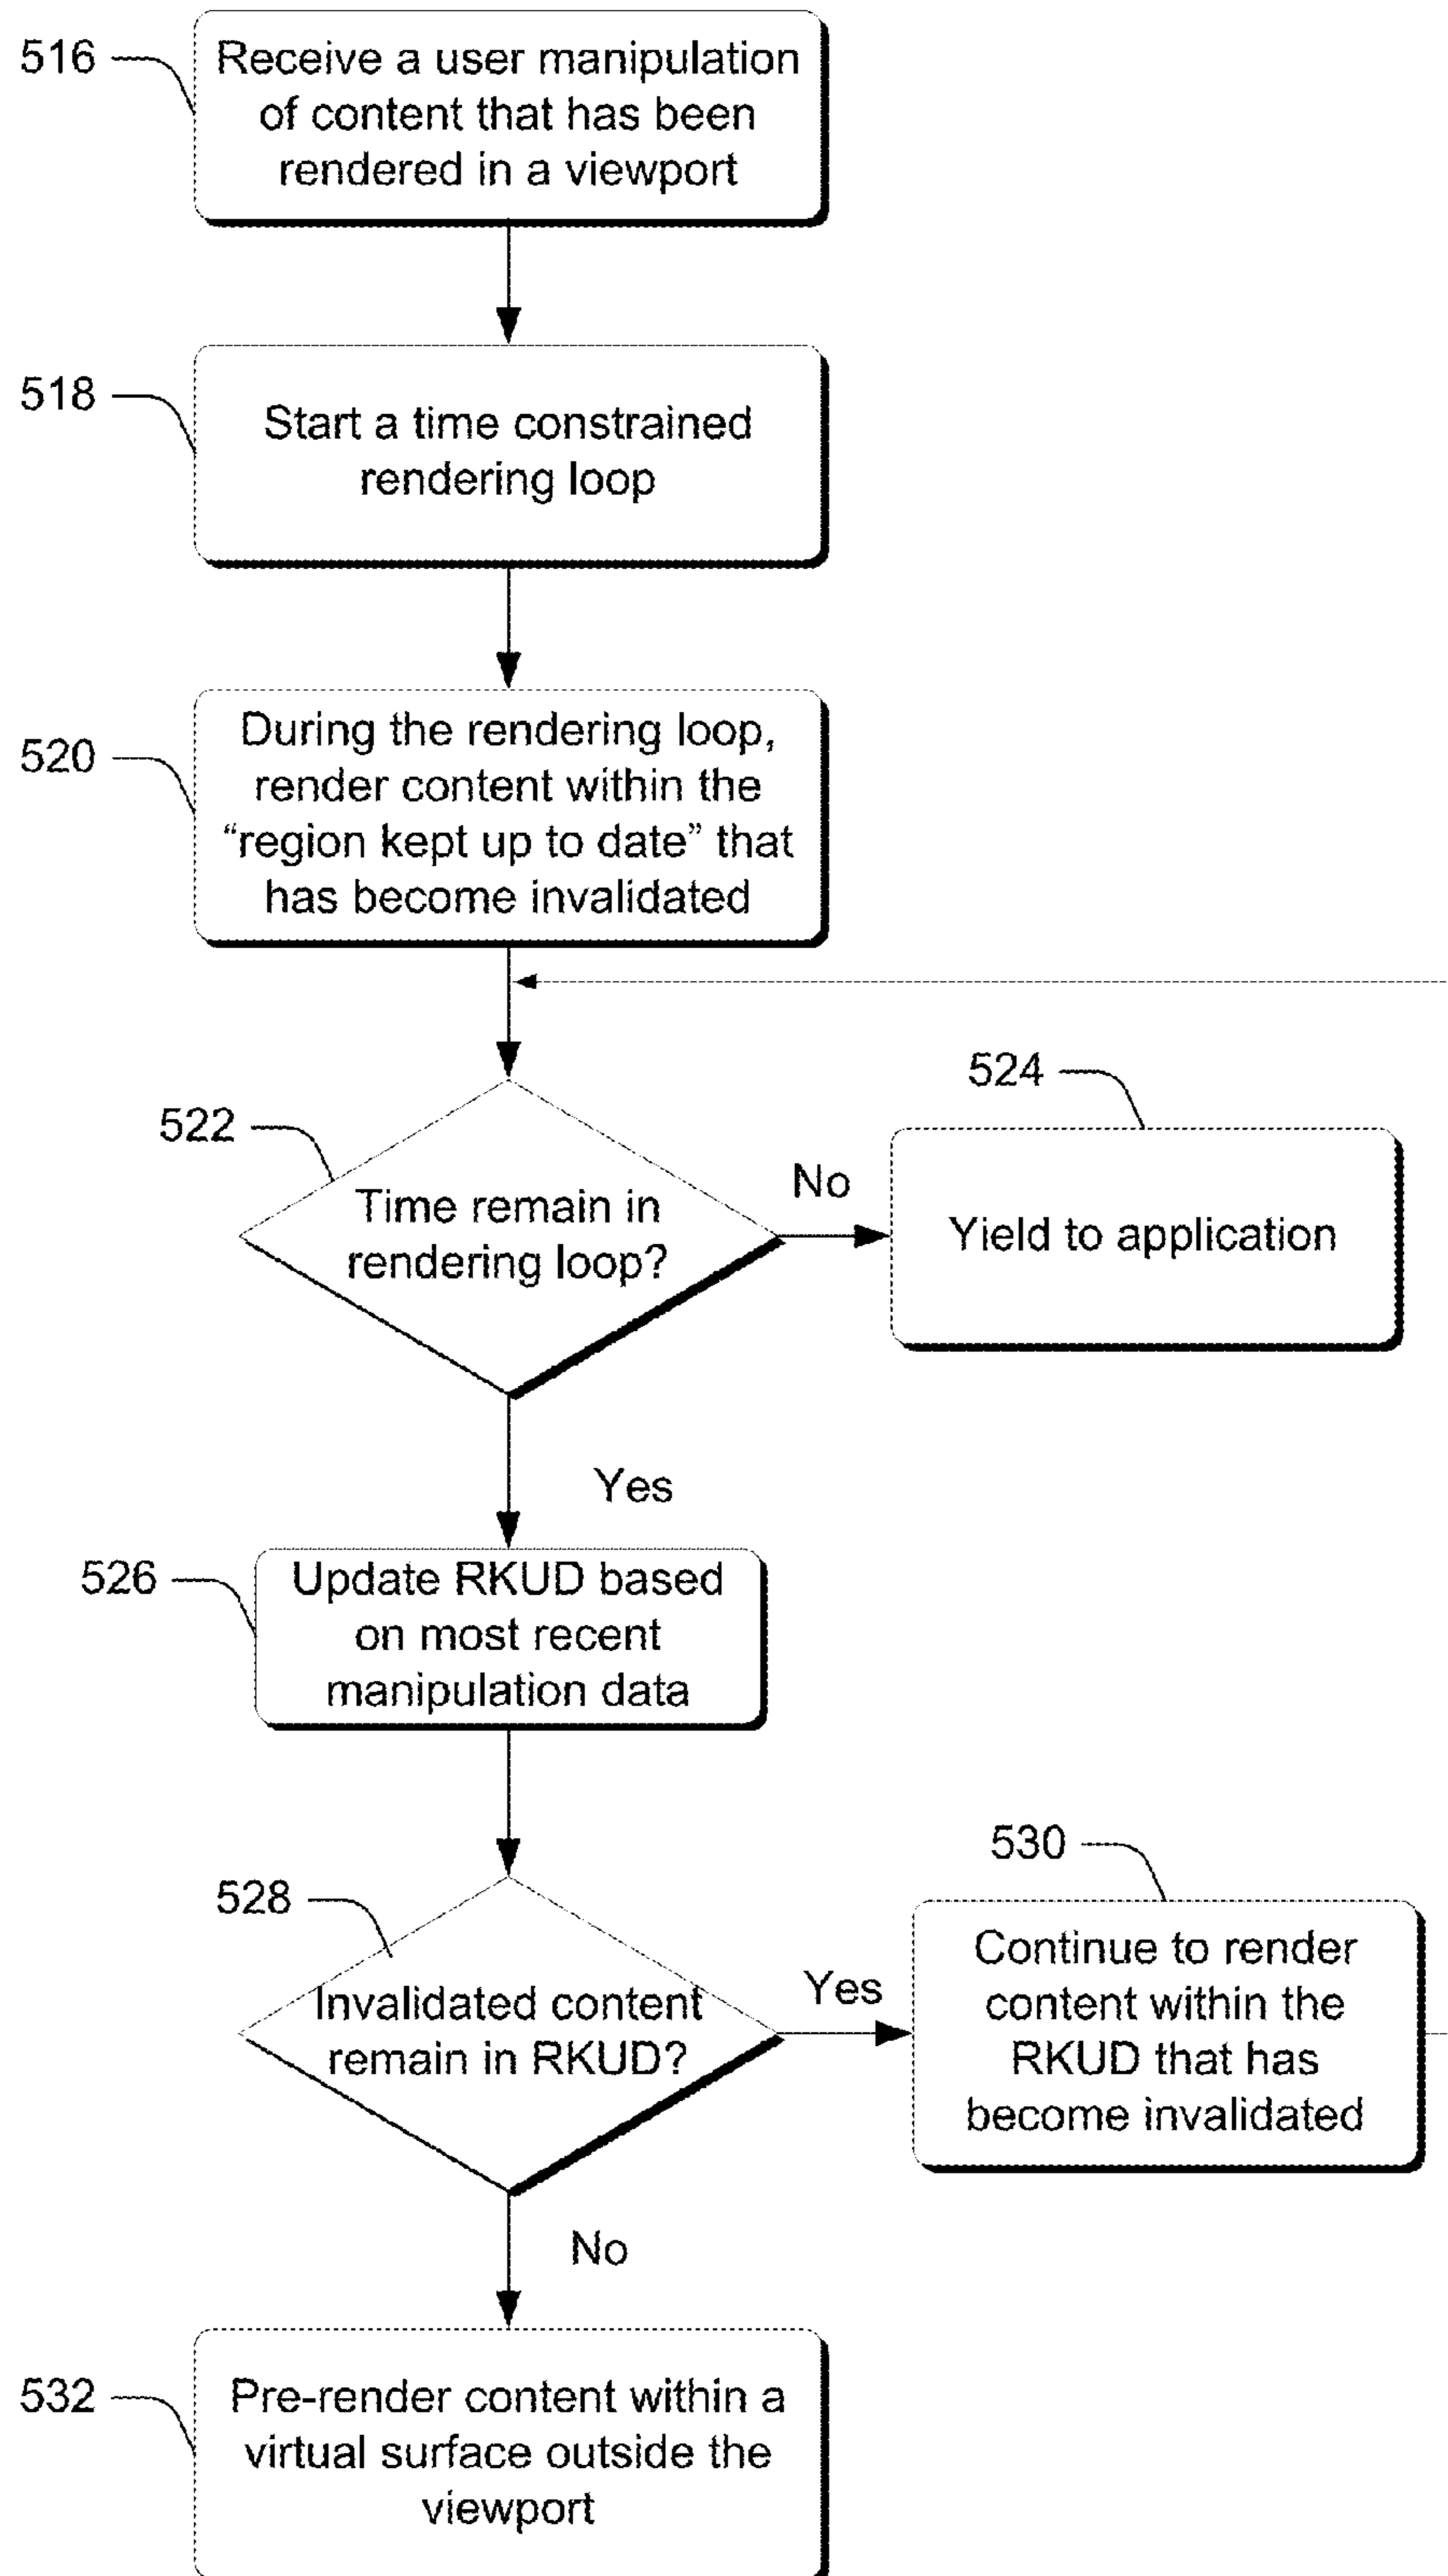 516
Receive a user manipulation
of content that has been
rendered in a viewport
518
Start a time constrained
rendering loop
520
During the rendering loop,
render content within the
“region kept up to date” that
has become invalidated
522
Time remain in
rendering loop?
No
524
Yield to application
Yes
526
Update RKUD based
on most recent
manipulation data
528
Invalidated content
remain in RKUD?
Yes
530
Continue to render
content within the
RKUD that has
become invalidated
No
532
Pre-render content within a
virtual surface outside the
viewport